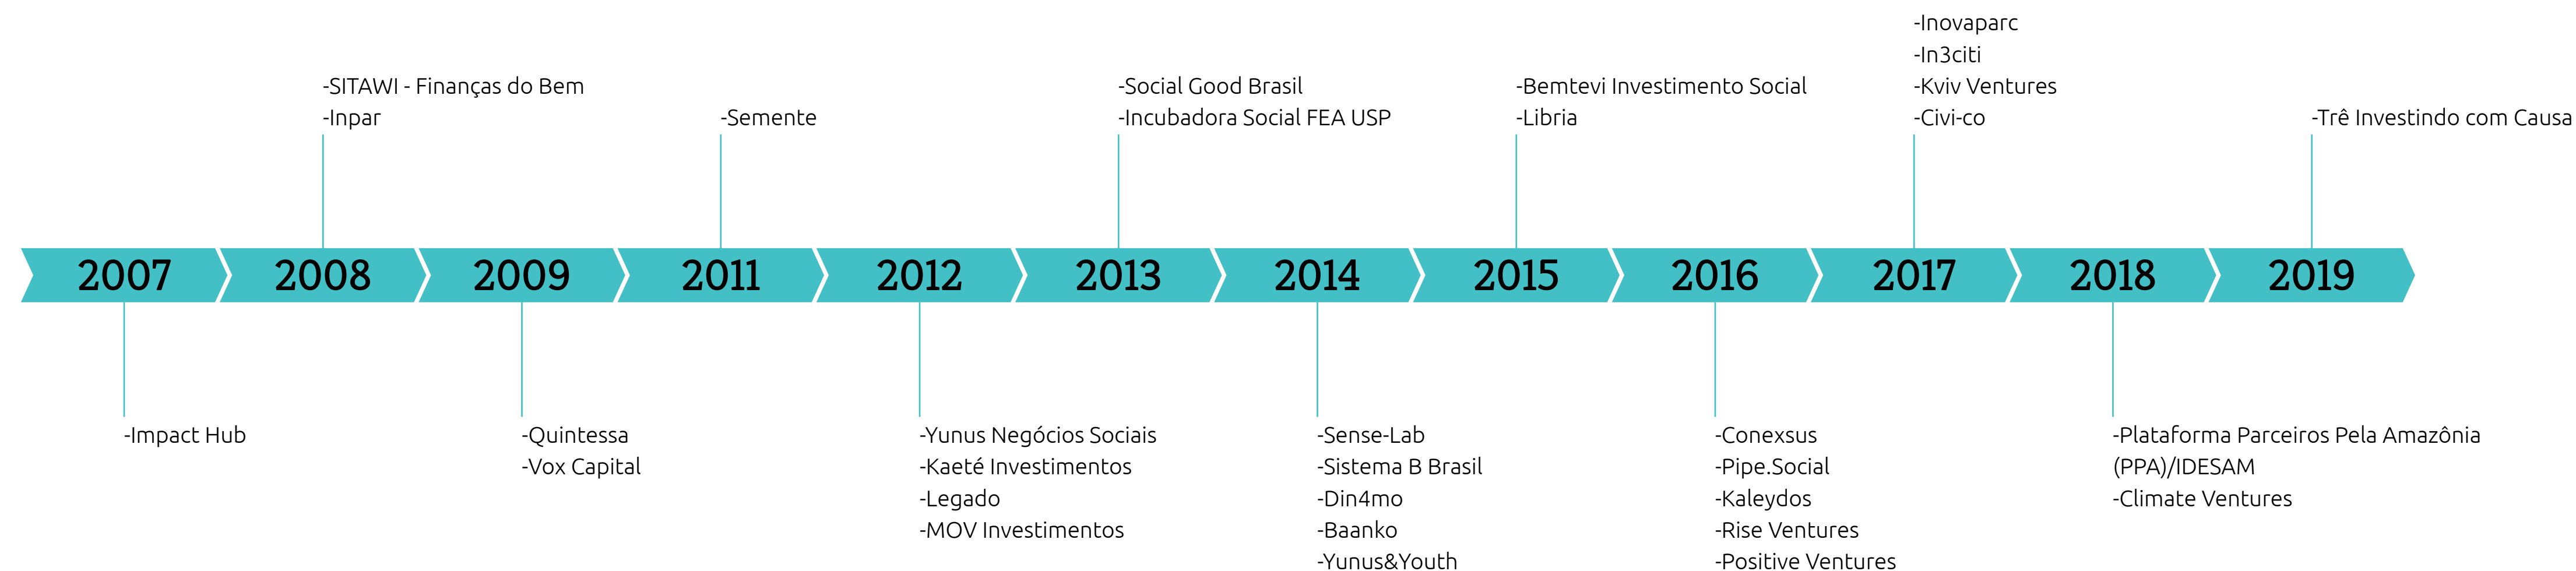 -Inovaparc
-In3citi
-Kviv Ventures
-Civi-co
-SITAWI - Finanças do Bem
-Inpar
-Semente
-Social Good Brasil
-Incubadora Social FEA USP
-Bemtevi Investimento Social
-Libria
-Trê Investindo com Causa
2007
2008
2009
2011
2012
2013
2014
2015
2016
2017
2018
2019
-Impact Hub
-Quintessa
-Vox Capital
-Yunus Negócios Sociais
-Kaeté Investimentos
-Legado
-MOV Investimentos
-Sense-Lab
-Sistema B Brasil
-Din4mo
-Baanko
-Yunus&Youth
-Conexsus
-Pipe.Social
-Kaleydos
-Rise Ventures
-Positive Ventures
-Plataforma Parceiros Pela Amazônia
(PPA)/IDESAM
-Climate Ventures